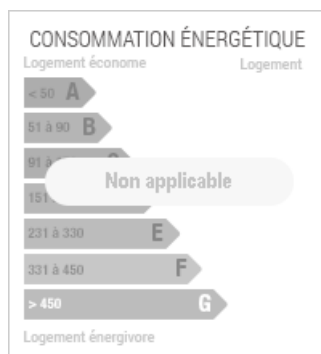 CONSOMMATION ÉNERGÉTIQUE
Logement économe Logement
< 50 A
51 à 90 B
91 à
Non applicable
151
231 à 330 E
331 à 450 F
> 450 G
Logement énergivore